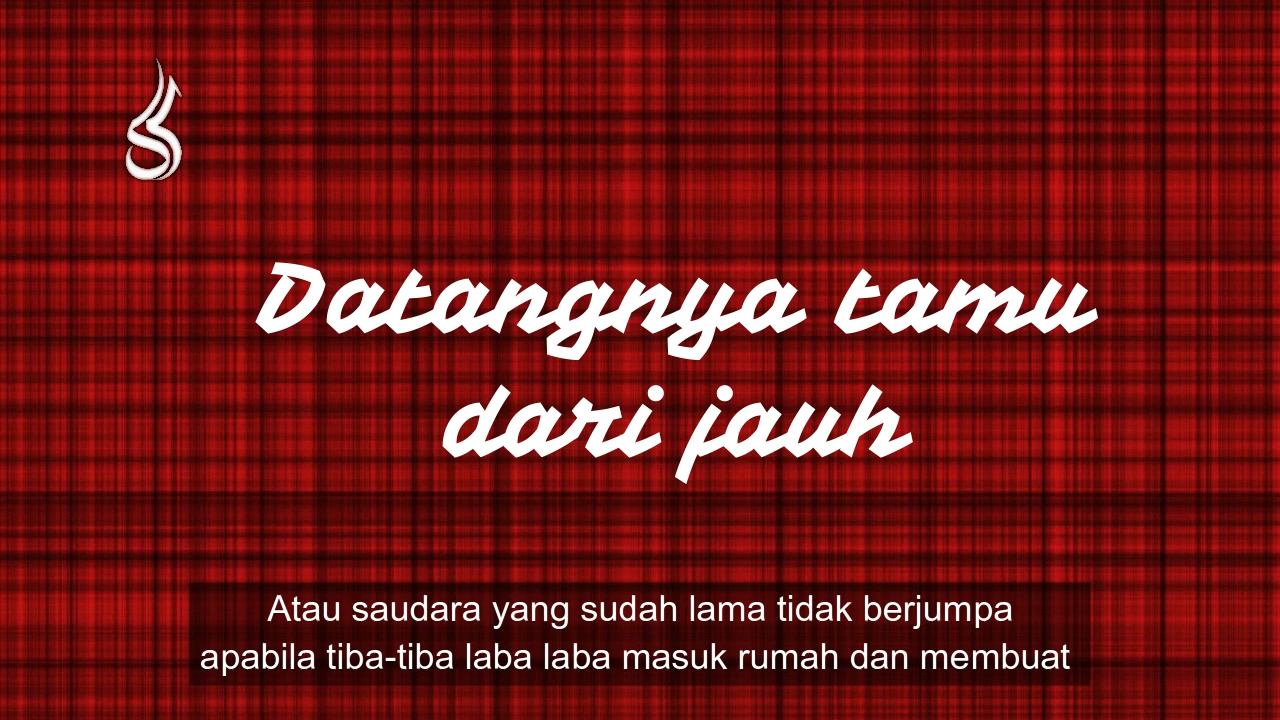 Datangnya tamu
dari jauh
Atau saudara yang sudah lama tidak berjumpa
apabila tiba-tiba laba laba masuk rumah dan membuat